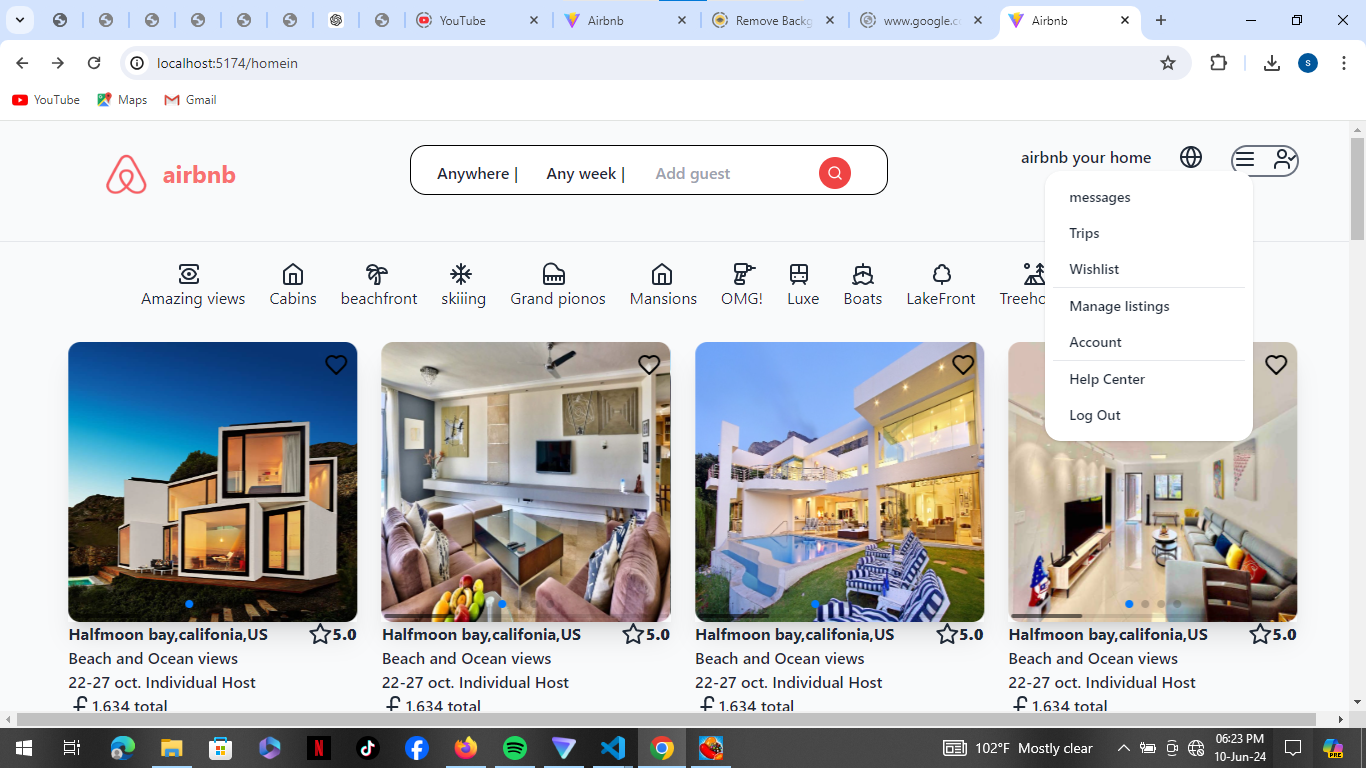 YouTube
Airbnb
Remove Backg
www.google.c
Airbnb
localhost:5174/homein
S
YouTube
Maps
Gmail
airbnb
Anywhere |
Any week |
Add guest
airbnb your home
messages
Trips
Wishlist
Manage listings
Account
Help Center
Log Out
Amazing views
Cabins
beachfront
skiiing
Grand pionos
Mansions
OMG!
Luxe
Boats
LakeFront
Treeho
Halfmoon bay,califonia,US 5.0
Beach and Ocean views
22-27 oct. Individual Host
£ 1,634 total
Halfmoon bay,califonia,US 5.0
Beach and Ocean views
22-27 oct. Individual Host
£ 1,634 total
Halfmoon bay,califonia,US 5.0
Beach and Ocean views
22-27 oct. Individual Host
£ 1,634 total
Halfmoon bay,califonia,US 5.0
Beach and Ocean views
22-27 oct. Individual Host
£ 1,634 total
102°F Mostly clear
06:23 PM
10-Jun-24
PRE